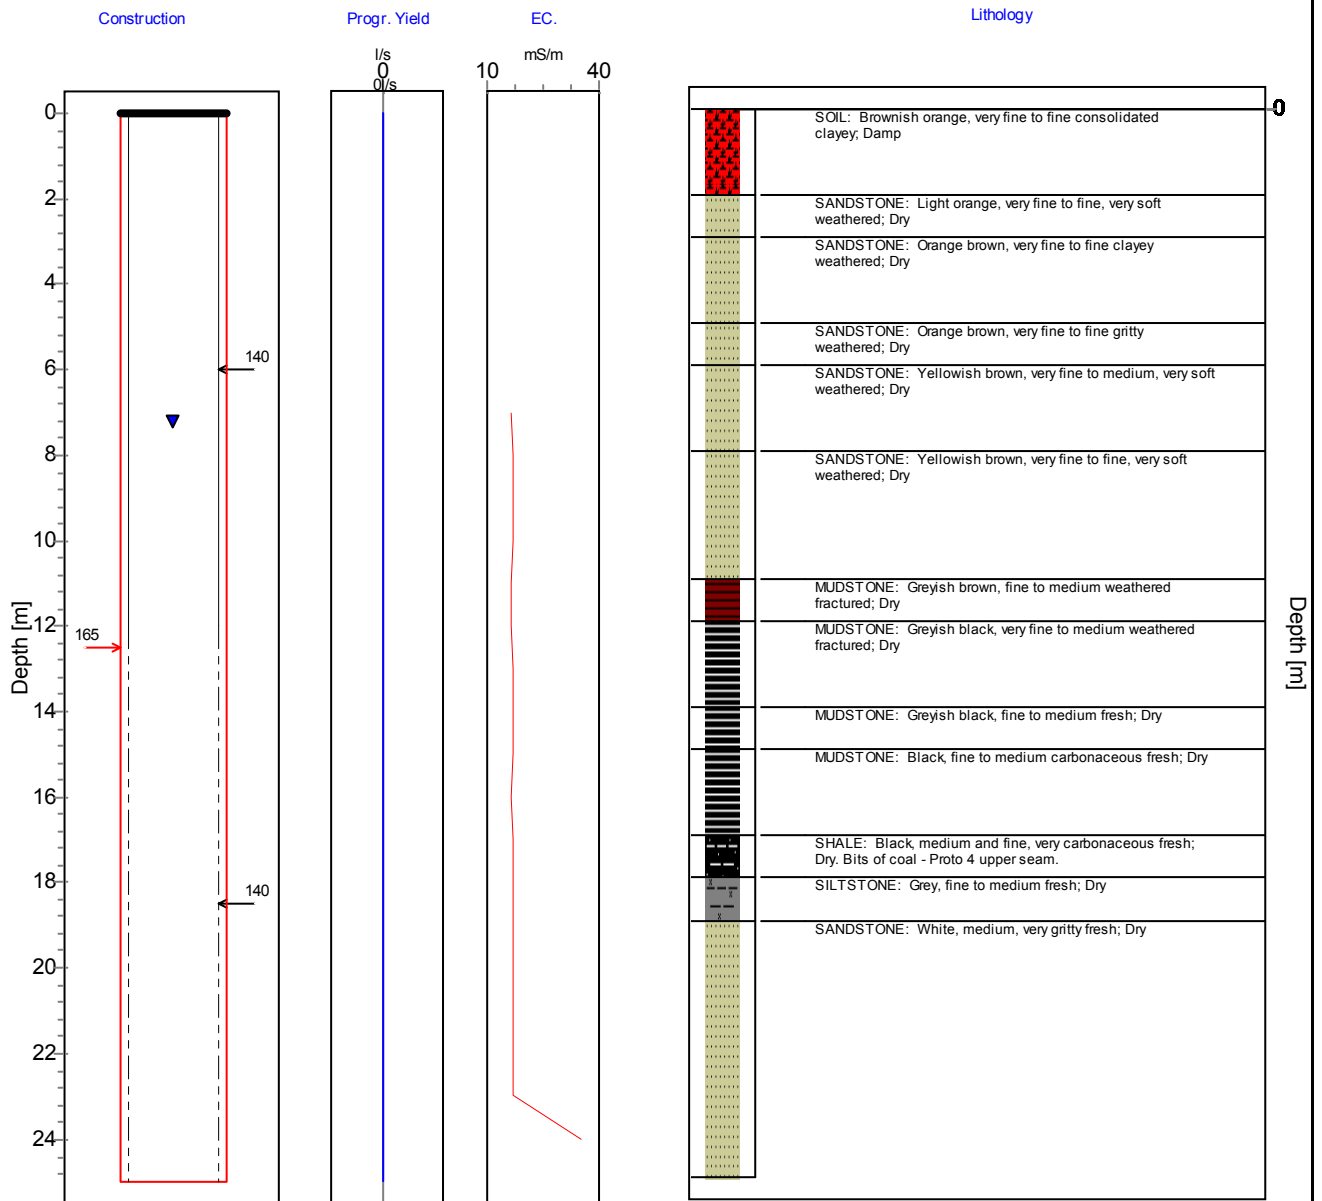 Construction
Progr. Yield
EC.
Lithology
l/s
0
0 l/s
mS/m
10
40
0
2
4
6
8
10
12
14
16
18
20
22
24
Depth [m]
140
165
140
0
SOIL: Brownish orange, very fine to fine consolidated
clayey; Damp
SANDSTONE: Light orange, very fine to fine, very soft
weathered; Dry
SANDSTONE: Orange brown, very fine to fine clayey
weathered; Dry
SANDSTONE: Orange brown, very fine to fine gritty
weathered; Dry
SANDSTONE: Yellowish brown, very fine to medium, very soft
weathered; Dry
SANDSTONE: Yellowish brown, very fine to fine, very soft
weathered; Dry
MUDSTONE: Greyish brown, fine to medium weathered
fractured; Dry
MUDSTONE: Greyish black, very fine to medium weathered
fractured; Dry
MUDSTONE: Greyish black, fine to medium fresh; Dry
MUDSTONE: Black, fine to medium carbonaceous fresh; Dry
SHALE: Black, medium and fine, very carbonaceous fresh;
Dry. Bits of coal - Proto 4 upper seam.
SILTSTONE: Grey, fine to medium fresh; Dry
SANDSTONE: White, medium, very gritty fresh; Dry
Depth [m]